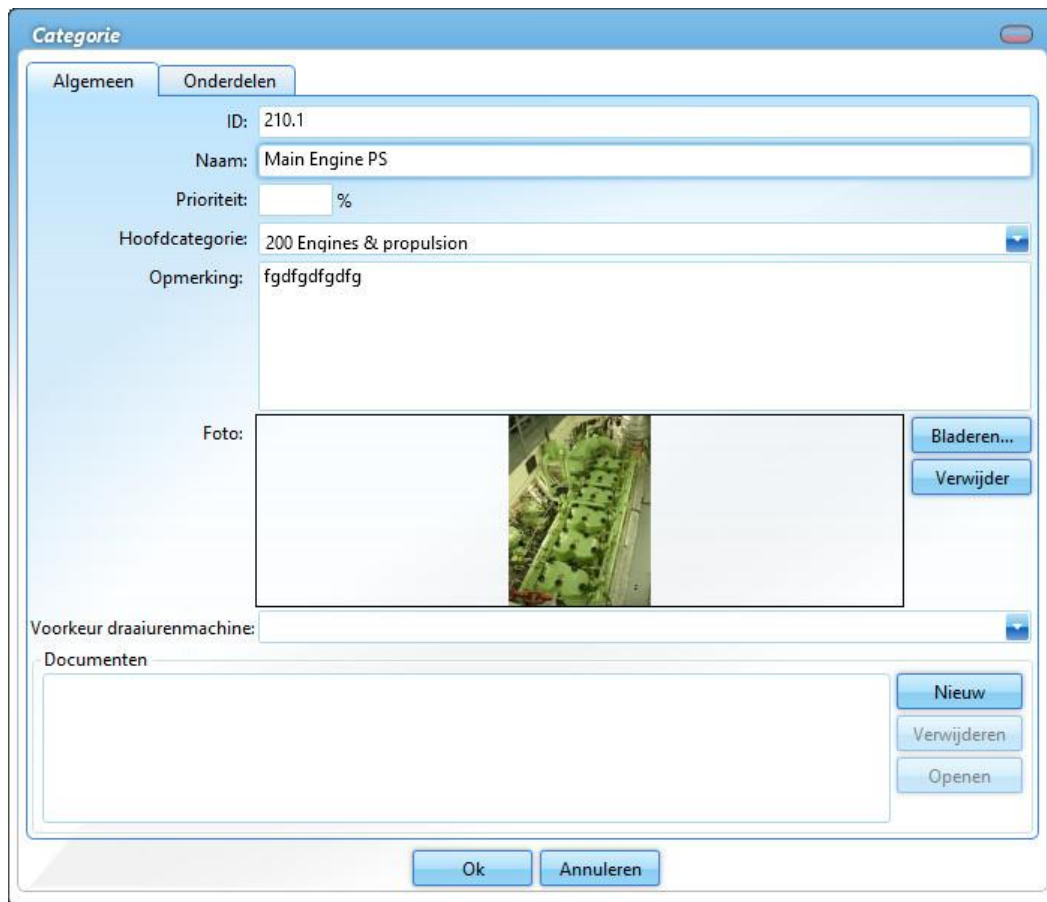 Categorie
Algemeen Onderdelen
ID: 210.1
Naam: Main Engine PS
Prioriteit: %
Hoofdcategorie: 200 Engines & propulsion
Opmerking: fgdfgdfgdfg
Foto: Bladeren...
Verwijder
Voorkeur draaiurenmachine:
Documenten
Nieuw
Verwijderen
Openen
Ok Annuleren